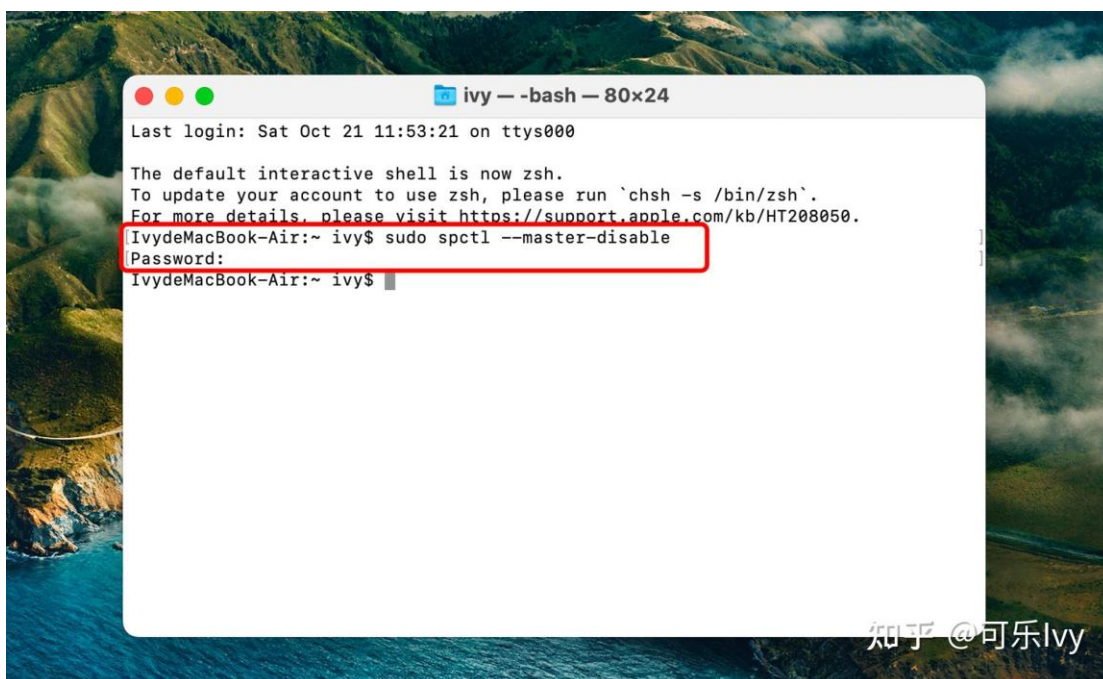 ivy — -bash — 80×24
Last login: Sat Oct 21 11:53:21 on ttys000
The default interactive shell is now zsh.
To update your account to use zsh, please run `chsh -s /bin/zsh`.
For more details, please visit https://support.apple.com/kb/HT208050.
[IvydeMacBook-Air:~ ivy$ sudo spctl --master-disable ]
[Password: ]
IvydeMacBook-Air:~ ivy$
知乎 @可乐Ivy